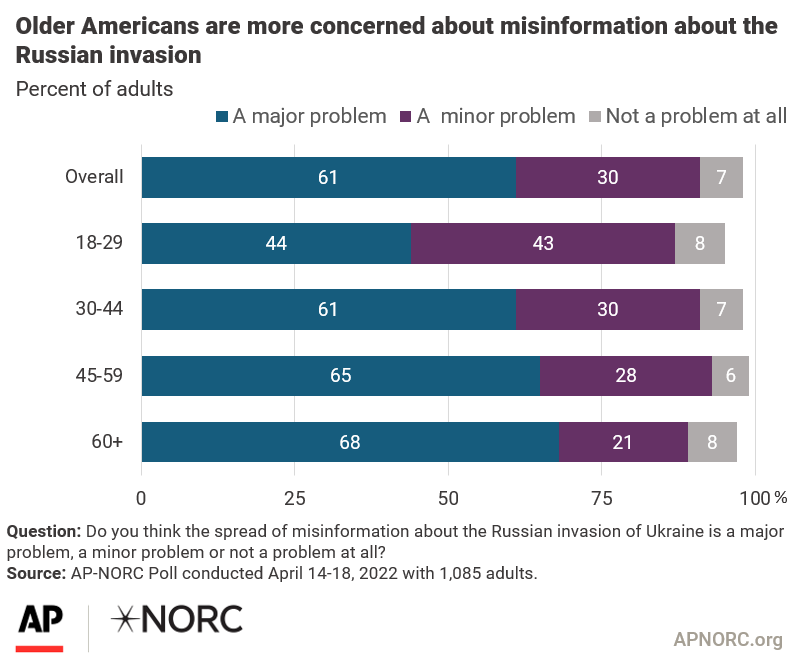 Older Americans are more concerned about misinformation about the
Russian invasion
Percent of adults
A major problem A minor problem Not a problem at all
Overall 61 30 7
18-29 44 43 8
30-44 61 30 7
45-59 65 28 6
60+ 68 21 8
0 25 50 75 100 %
Question: Do you think the spread of misinformation about the Russian invasion of Ukraine is a major
problem, a minor problem or not a problem at all?
Source: AP-NORC Poll conducted April 14-18, 2022 with 1,085 adults.
AP NORC
APNORC.org